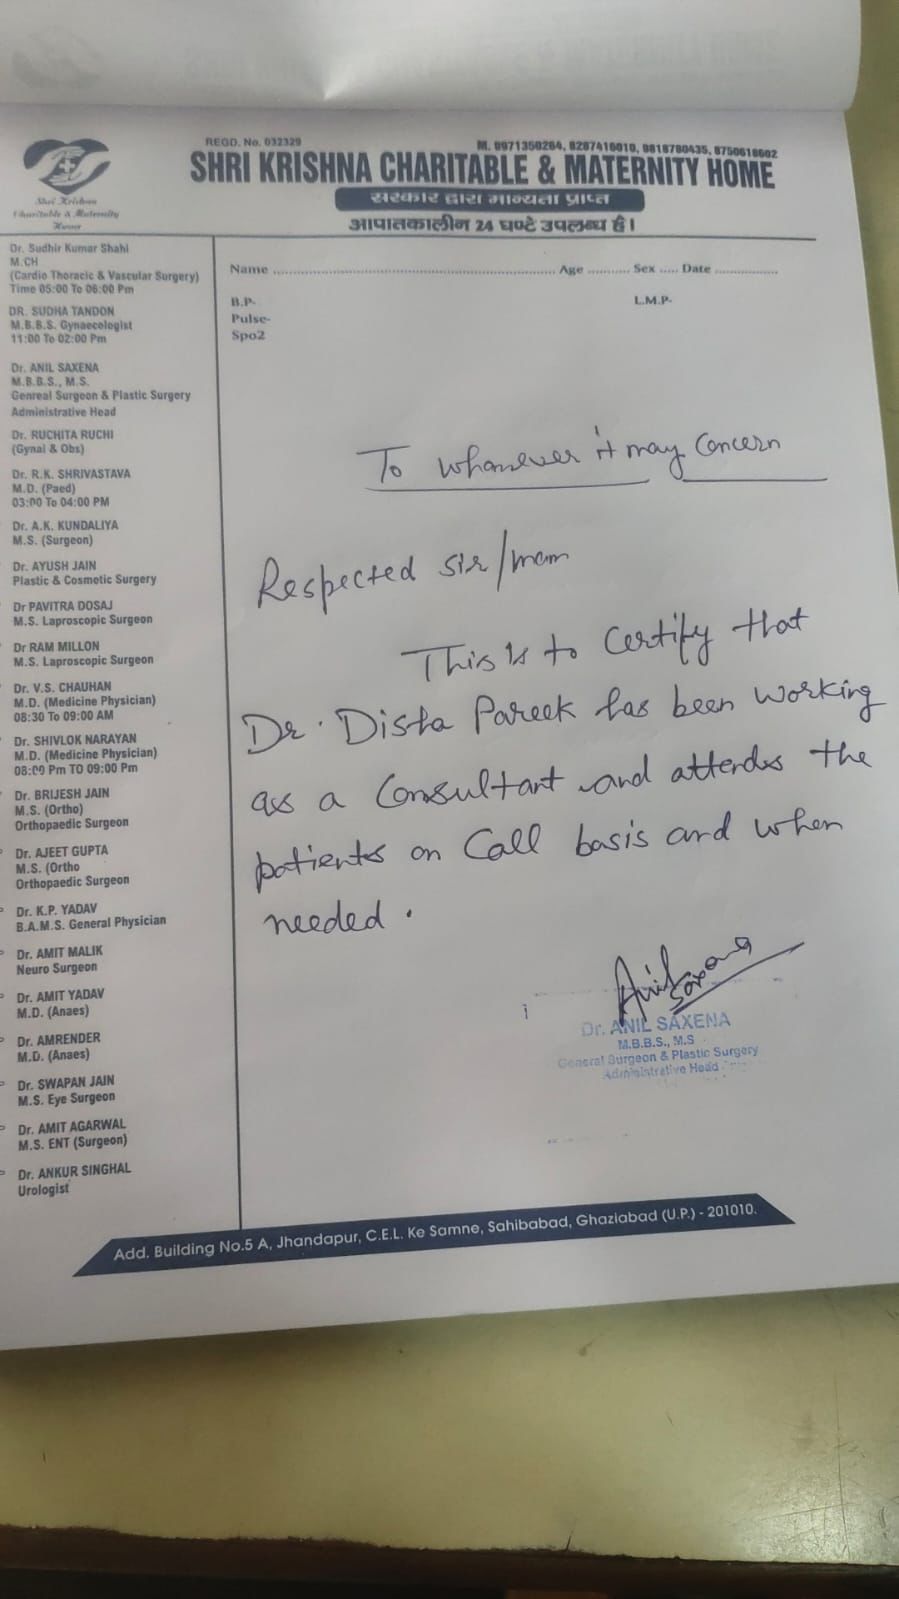 REGD. No. 032329
M. 9971350264, 8287416010, 9818780435, 8750618602
SHRI KRISHNA CHARITABLE & MATERNITY HOME
सरकार द्वारा मान्यता प्राप्त
आपातकालीन 24 घण्टे उपलब्ध है।
Shri Krishna
Charitable & Maternity
Home
Dr. Sudhir Kumar Shahi
M.CH
(Cardio Thoracic & Vascular Surgery)
Time 05:00 To 06:00 Pm
DR. SUDHA TANDON
M.B.B.S. Gynaecologist
11:00 To 02:00 Pm
Dr. ANIL SAXENA
M.B.B.S., M.S.
Genreal Surgeon & Plastic Surgery
Administrative Head
Dr. RUCHITA RUCHI
(Gynai & Obs)
Dr. R.K. SHRIVASTAVA
M.D. (Paed)
03:00 To 04:00 PM
Dr. A.K. KUNDALIYA
M.S. (Surgeon)
Dr. AYUSH JAIN
Plastic & Cosmetic Surgery
Dr PAVITRA DOSAJ
M.S. Laproscopic Surgeon
Dr RAM MILLON
M.S. Laproscopic Surgeon
Dr. V.S. CHAUHAN
M.D. (Medicine Physician)
08:30 To 09:00 AM
Dr. SHIVLOK NARAYAN
M.D. (Medicine Physician)
08:00 Pm TO 09:00 Pm
Dr. BRIJESH JAIN
M.S. (Ortho)
Orthopaedic Surgeon
Dr. AJEET GUPTA
M.S. (Ortho
Orthopaedic Surgeon
Dr. K.P. YADAV
B.A.M.S. General Physician
Dr. AMIT MALIK
Neuro Surgeon
Dr. AMIT YADAV
M.D. (Anaes)
Dr. AMRENDER
M.D. (Anaes)
Dr. SWAPAN JAIN
M.S. Eye Surgeon
Dr. AMIT AGARWAL
M.S. ENT (Surgeon)
Dr. ANKUR SINGHAL
Urologist
Name ........ Age ........ Sex ..... Date ........
B.P- L.M.P-
Pulse-
Spo2
To whomever it may Concern
Respected sir/mam
This is to Certify that
Dr. Disha Pareek has been working
as a Consultant and attendes the
patients on Call basis and when
needed.
Anil
Saxena
Dr. ANIL SAXENA
M.B.B.S., M.S
General Surgeon & Plastic Surgery
Administrative Head
Add. Building No.5 A, Jhandapur, C.E.L. Ke Samne, Sahibabad, Ghaziabad (U.P.) - 201010.